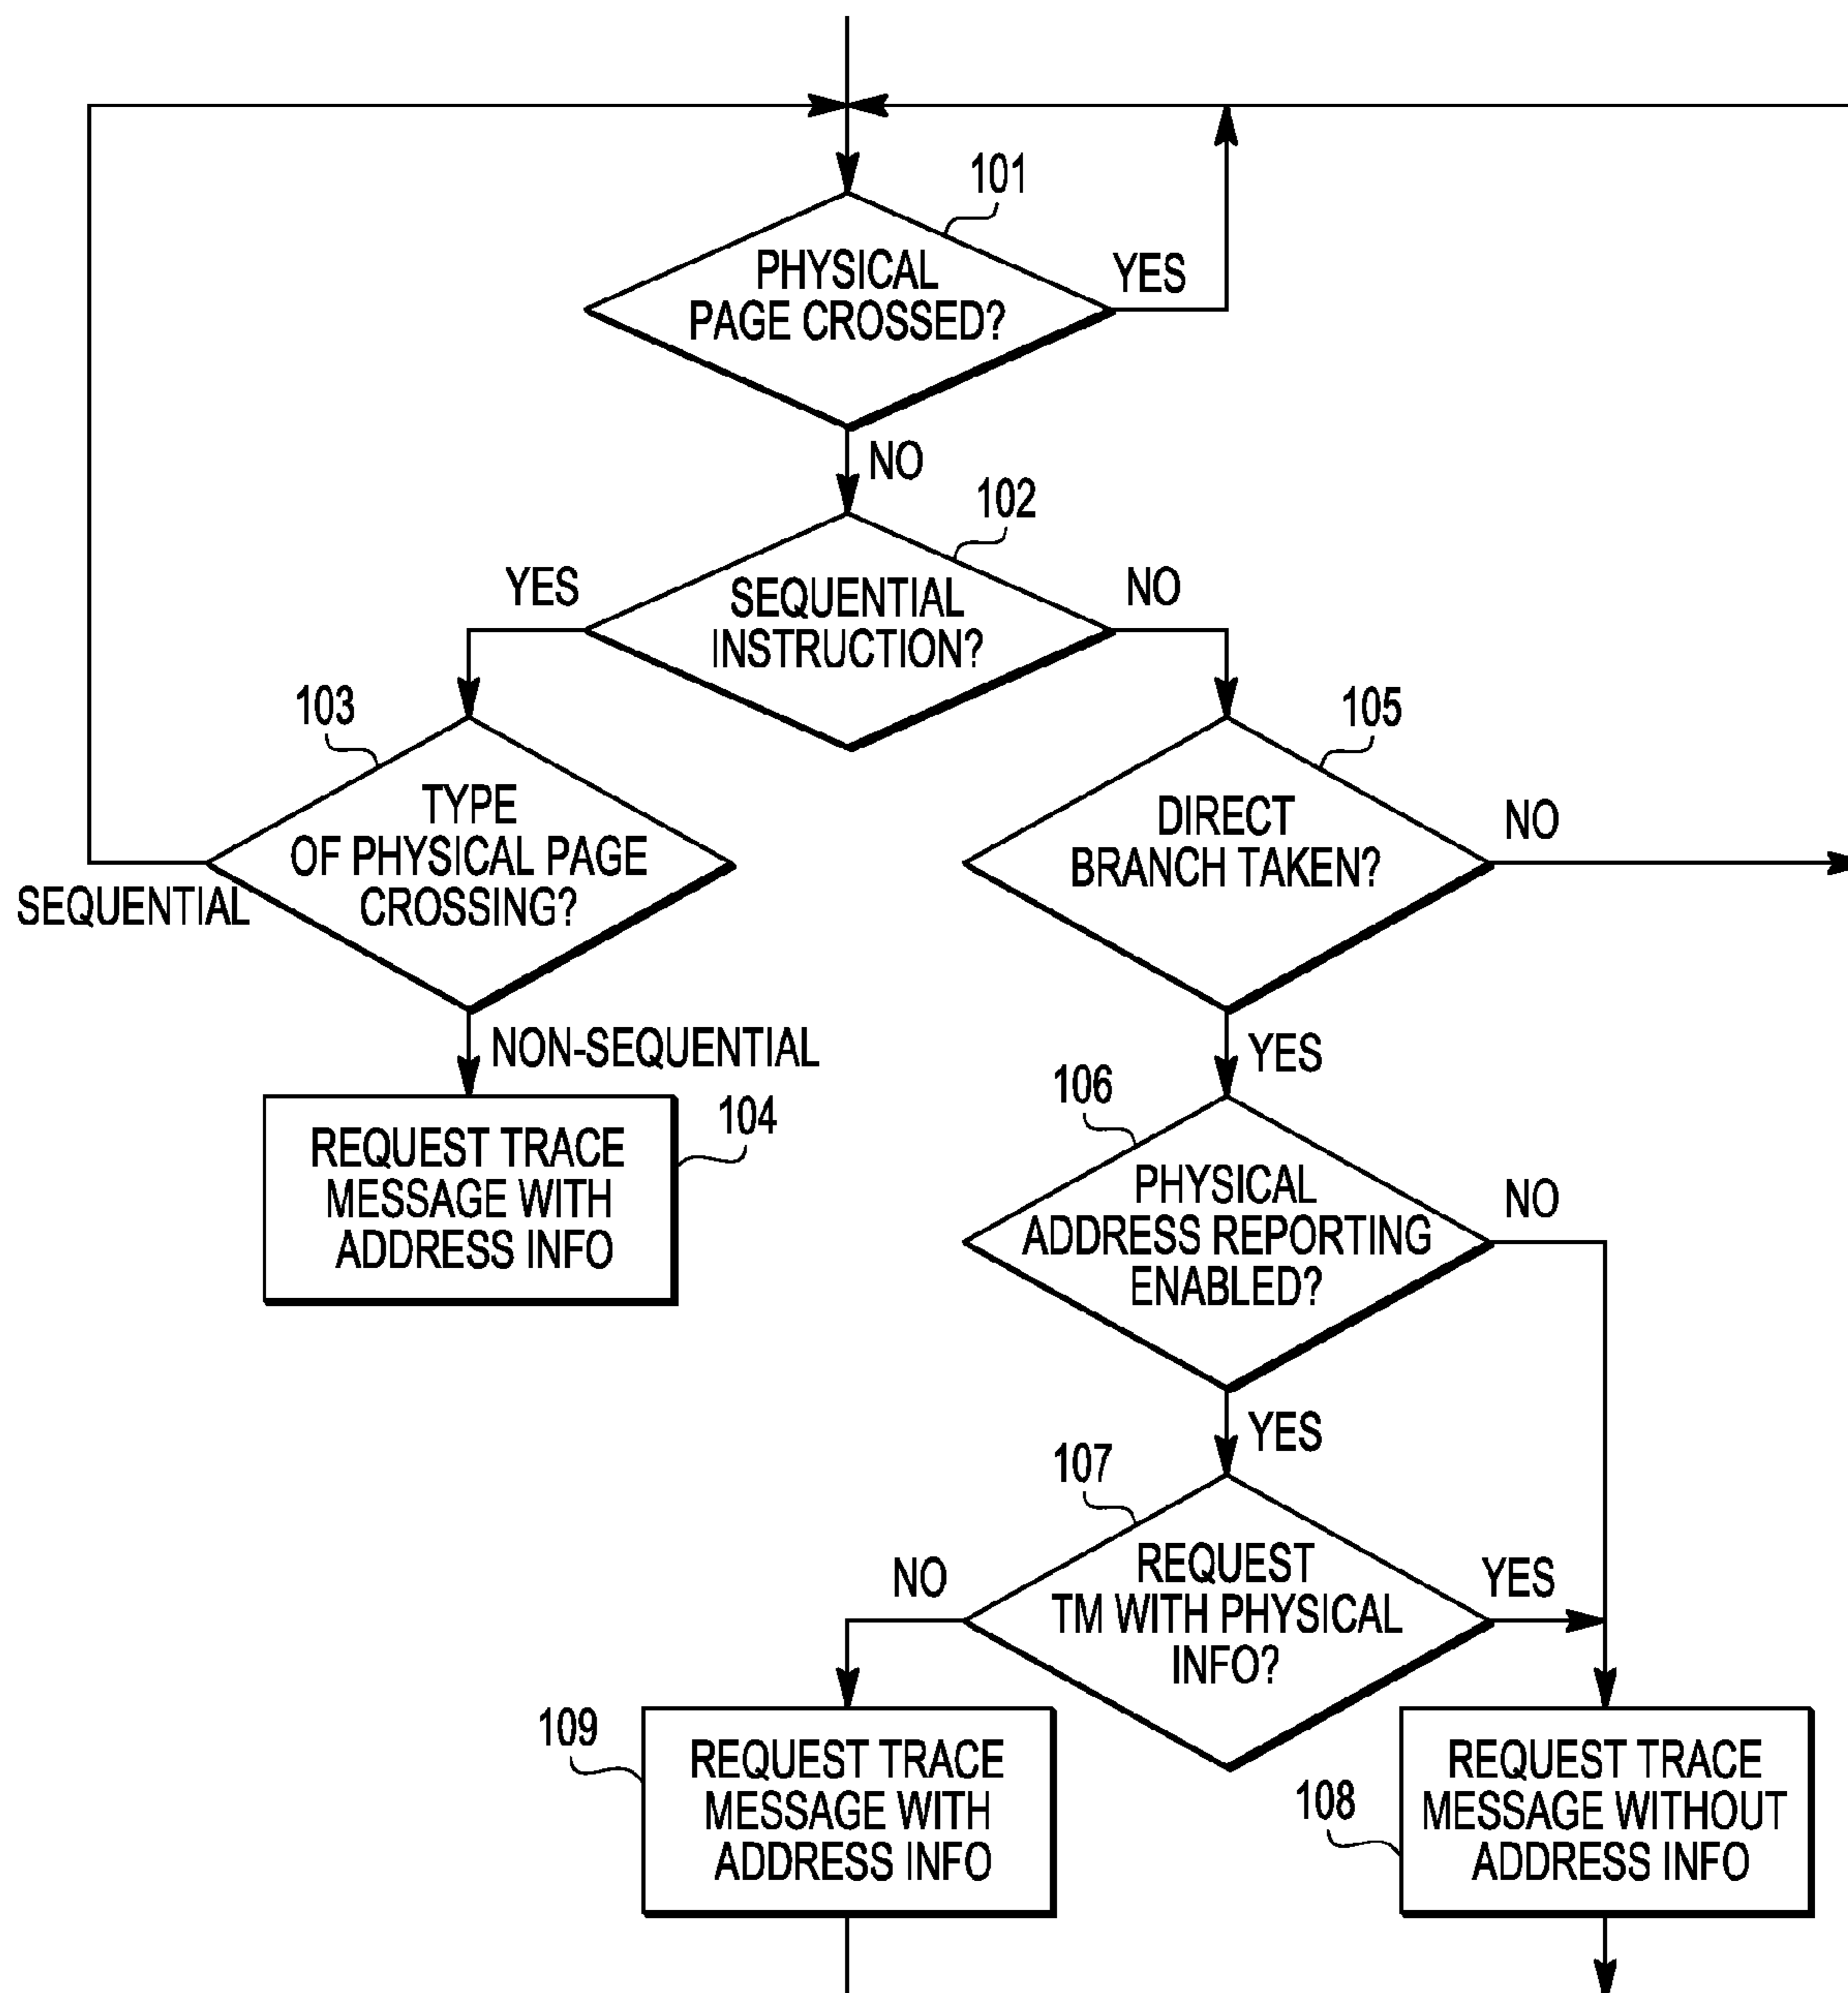 101
PHYSICAL
PAGE CROSSED?
YES
NO
102
YES
SEQUENTIAL
INSTRUCTION?
NO
103
TYPE
OF PHYSICAL PAGE
CROSSING?
SEQUENTIAL
NON-SEQUENTIAL
105
DIRECT
BRANCH TAKEN?
NO
YES
104
REQUEST TRACE
MESSAGE WITH
ADDRESS INFO
106
PHYSICAL
ADDRESS REPORTING
ENABLED?
NO
YES
107
NO
REQUEST
TM WITH PHYSICAL
INFO?
YES
109
REQUEST TRACE
MESSAGE WITH
ADDRESS INFO
108
REQUEST TRACE
MESSAGE WITHOUT
ADDRESS INFO